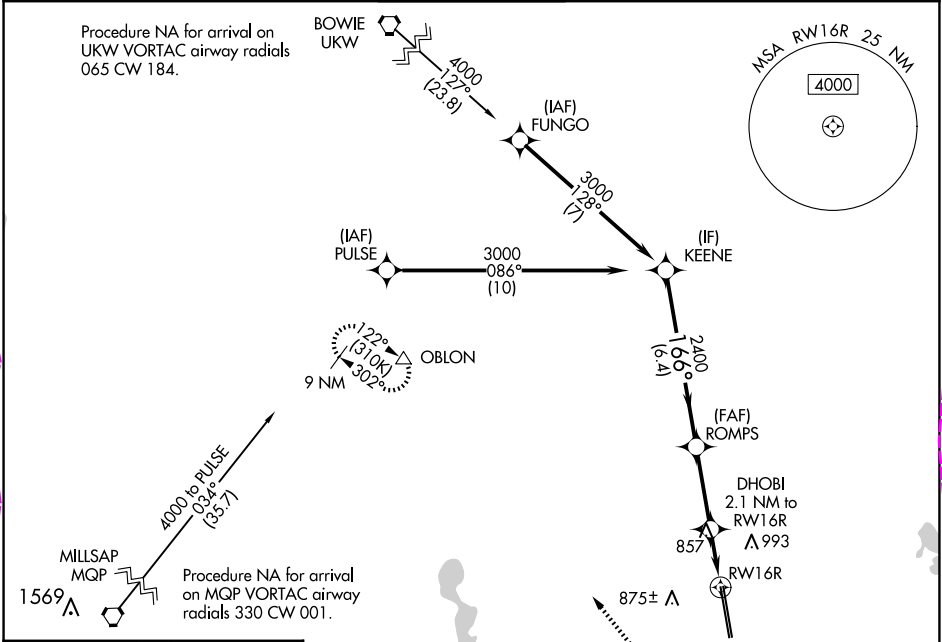 Procedure NA for arrival on
UKW VORTAC airway radials
065 CW 184.
BOWIE
UKW
4000
127°
(23.8)
(IAF)
FUNGO
MSA RW16R 25 NM
4000
3000
128°
(7)
(IAF)
PULSE
3000
086°
(10)
(IF)
KEENE
122°
(310K)
302°
OBLON
9 NM
2400
166°
(6.4)
(FAF)
ROMPS
4000 to PULSE
034°
(35.7)
DHOBI
2.1 NM to
RW16R
857
993
MILLSAP
MQP
1569
Procedure NA for arrival
on MQP VORTAC airway
radials 330 CW 001.
RW16R
875±